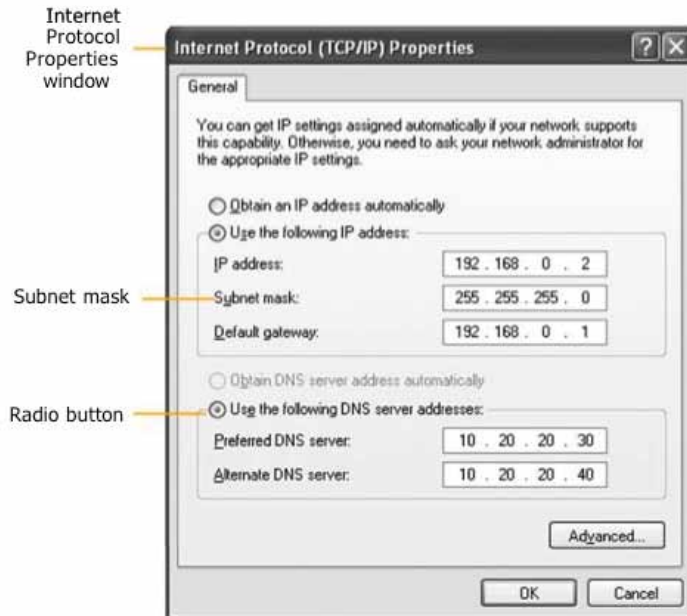 Internet
Protocol
Properties
window
Internet Protocol (TCP/IP) Properties
General
You can get IP settings assigned automatically if your network supports
this capability. Otherwise, you need to ask your network administrator for
the appropriate IP settings.
Obtain an IP address automatically
Use the following IP address:
IP address: 192 . 168 . 0 . 2
Subnet mask Subnet mask: 255 . 255 . 255 . 0
Default gateway: 192 . 168 . 0 . 1
Obtain DNS server address automatically
Radio button Use the following DNS server addresses:
Preferred DNS server: 10 . 20 . 20 . 30
Alternate DNS server: 10 . 20 . 20 . 40
Advanced...
OK Cancel